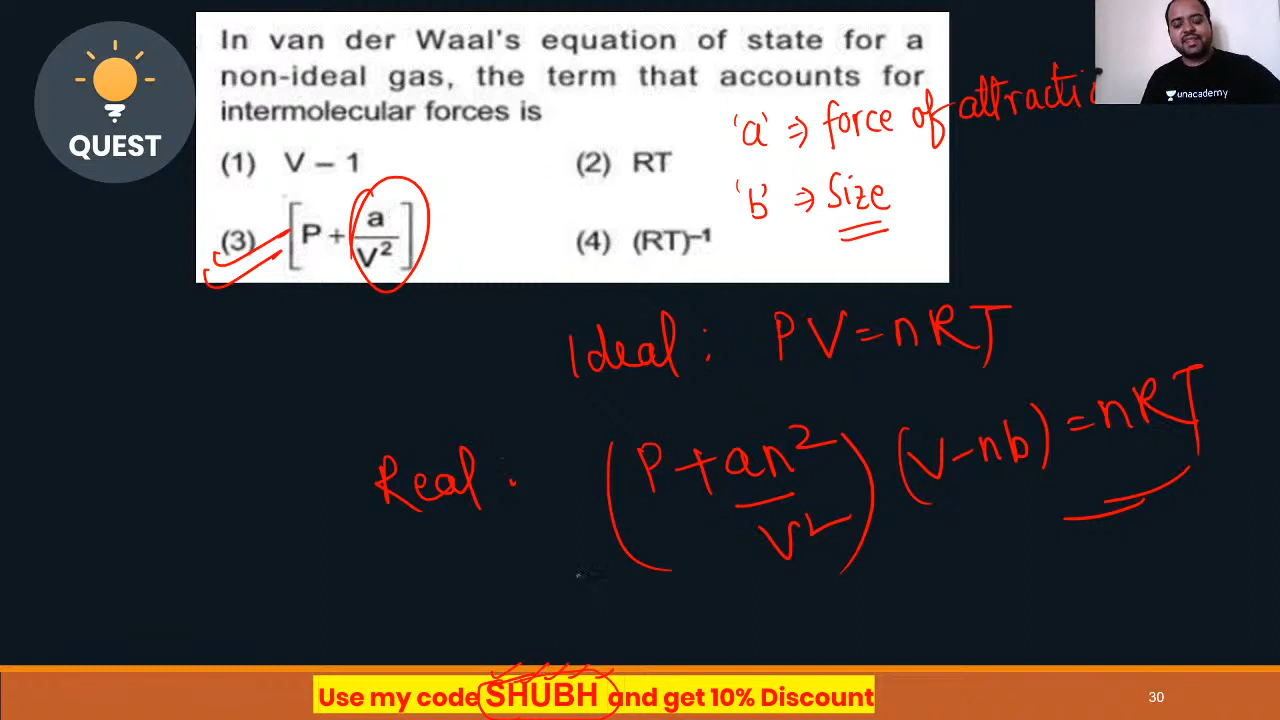 QUEST
In van der Waal's equation of state for a
non-ideal gas, the term that accounts for
intermolecular forces is
(1) V – 1
(2) RT
(3) [P + a/V²]
(4) (RT)⁻¹
'a' ⇒ force of attracti
'b' ⇒ Size
unacademy
Ideal : PV = nRT
Real : (P + an²/V²) (V – nb) = nRT
Use my code SHUBH and get 10% Discount
30